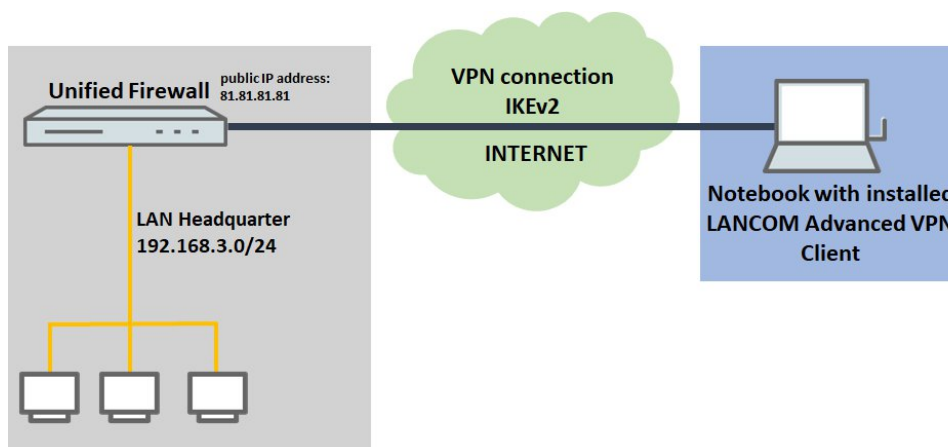 Unified Firewall
public IP address:
81.81.81.81
VPN connection
IKEv2
INTERNET
LAN Headquarter
192.168.3.0/24
Notebook with installed
LANCOM Advanced VPN
Client